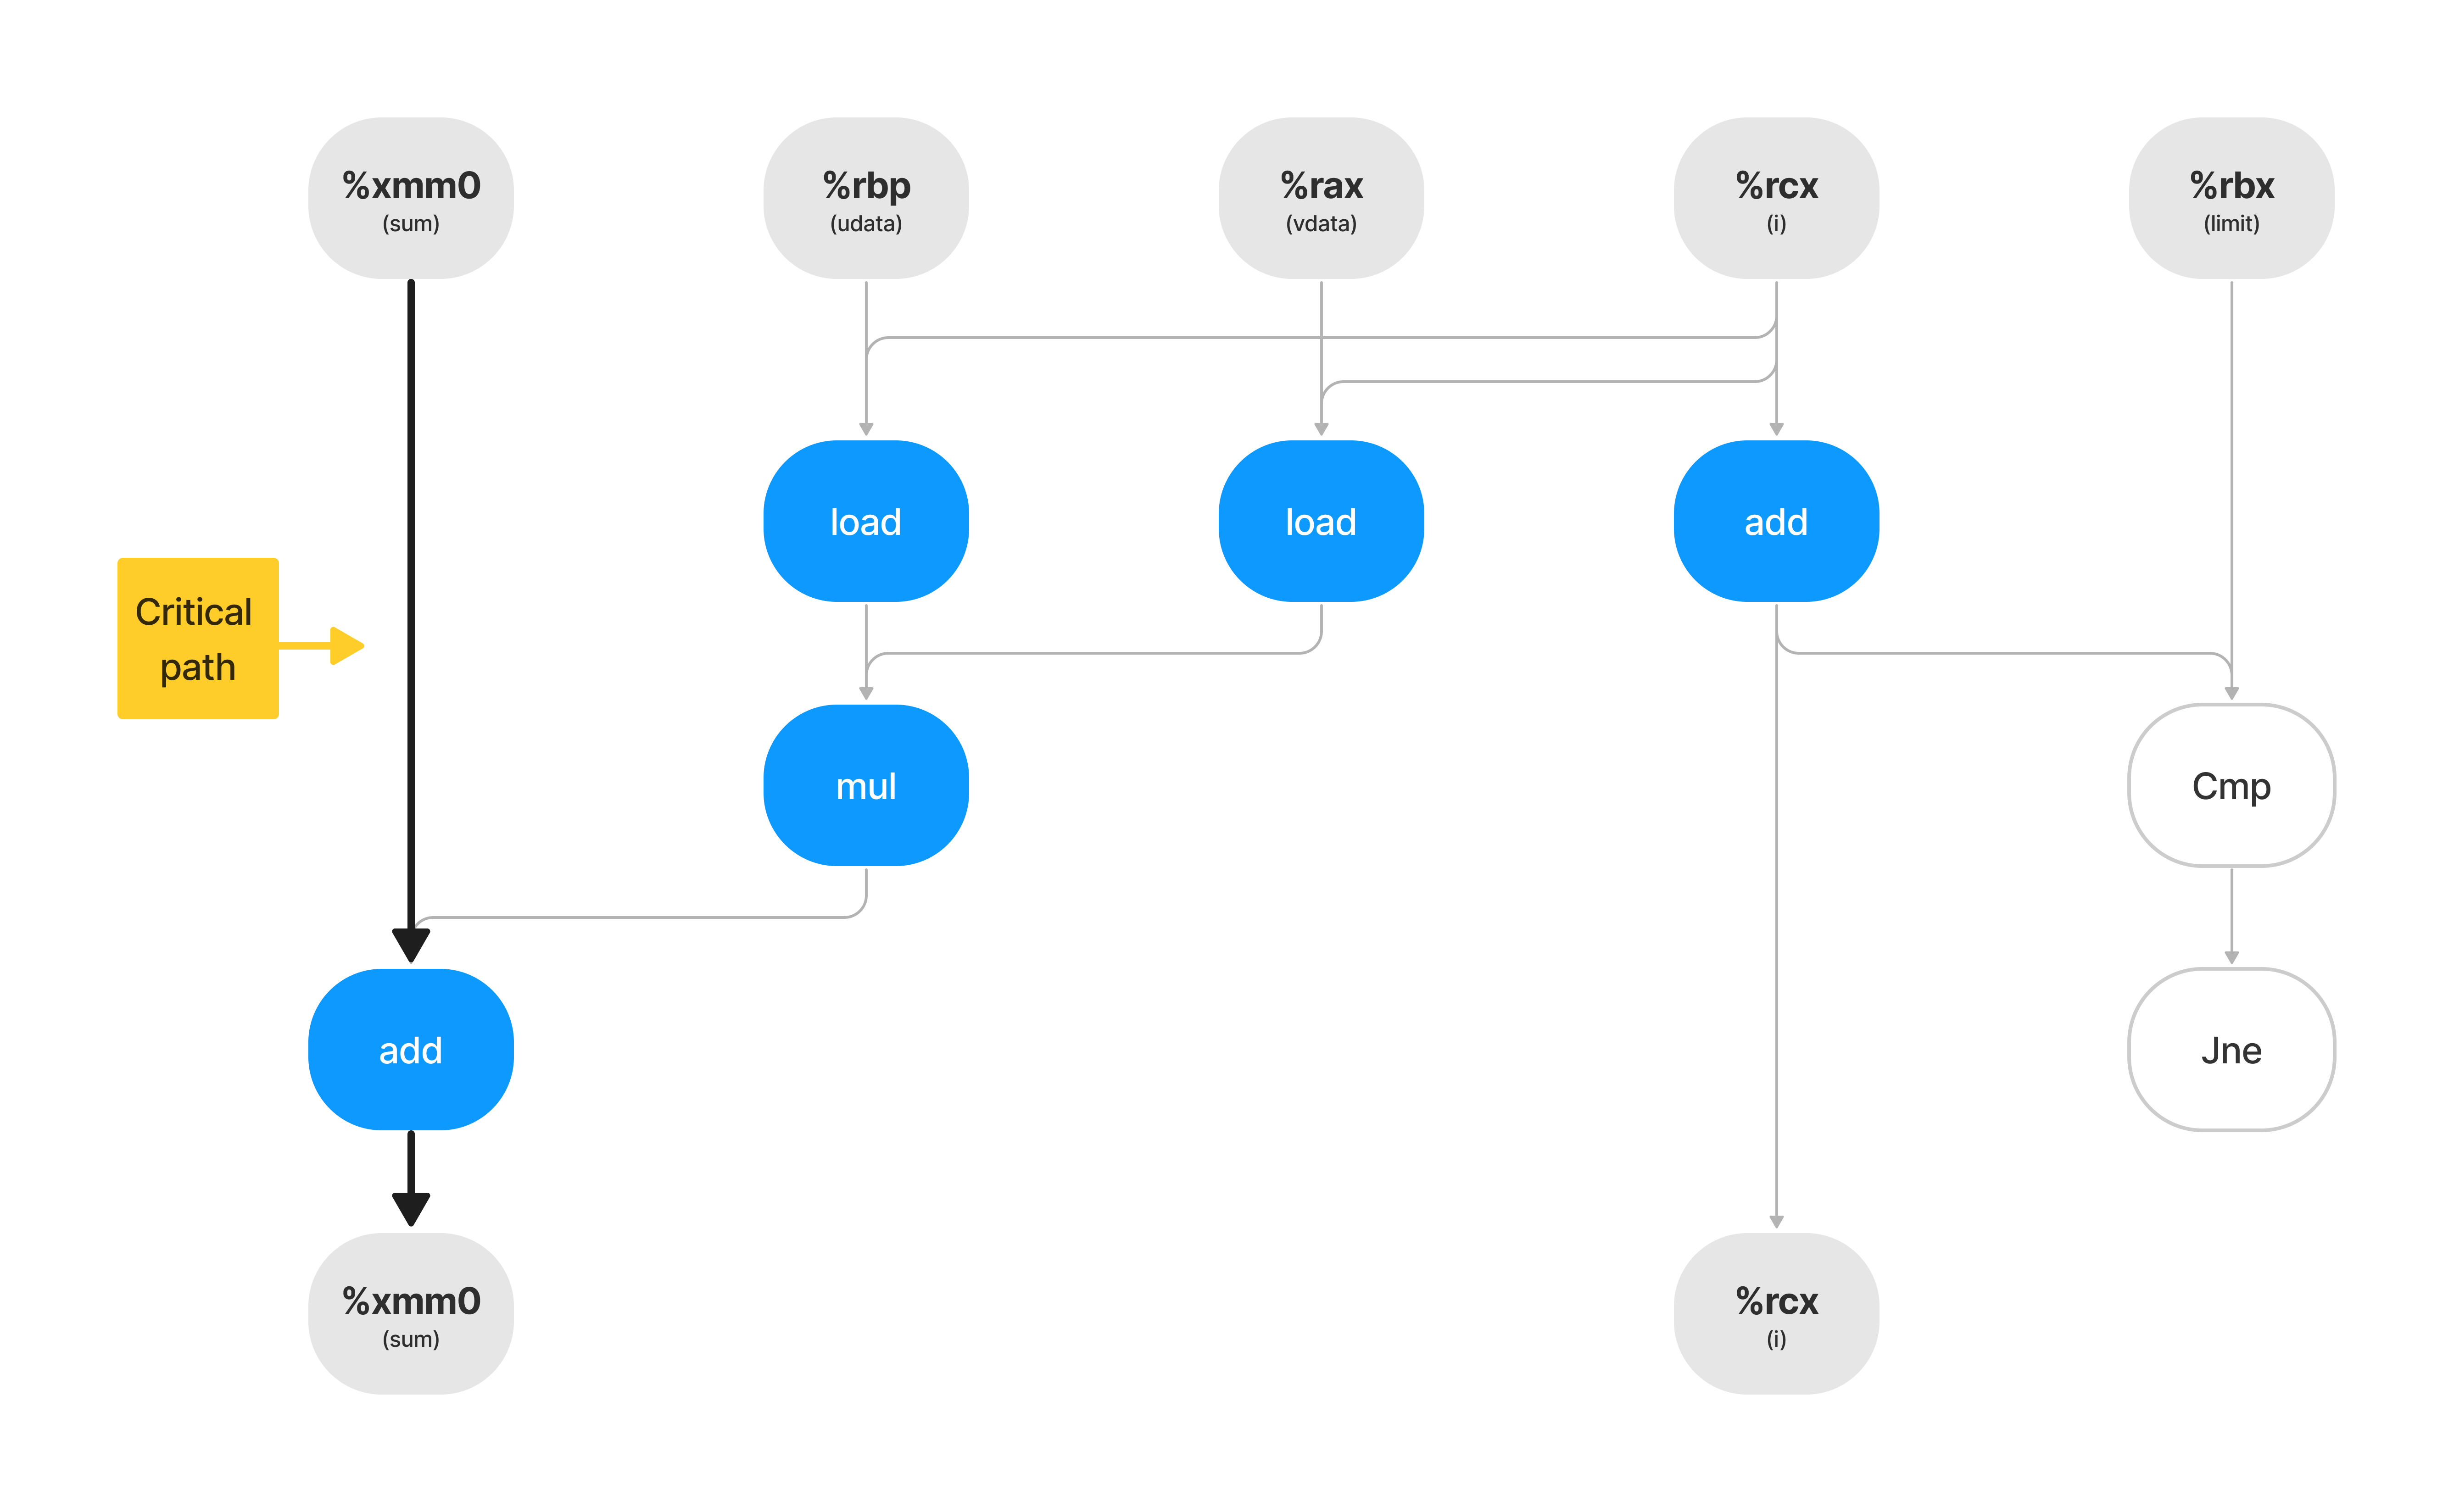 %xmm0
(sum)
%rbp
(udata)
%rax
(vdata)
%rcx
(i)
%rbx
(limit)
load
load
add
Critical
path
mul
Cmp
add
Jne
%xmm0
(sum)
%rcx
(i)